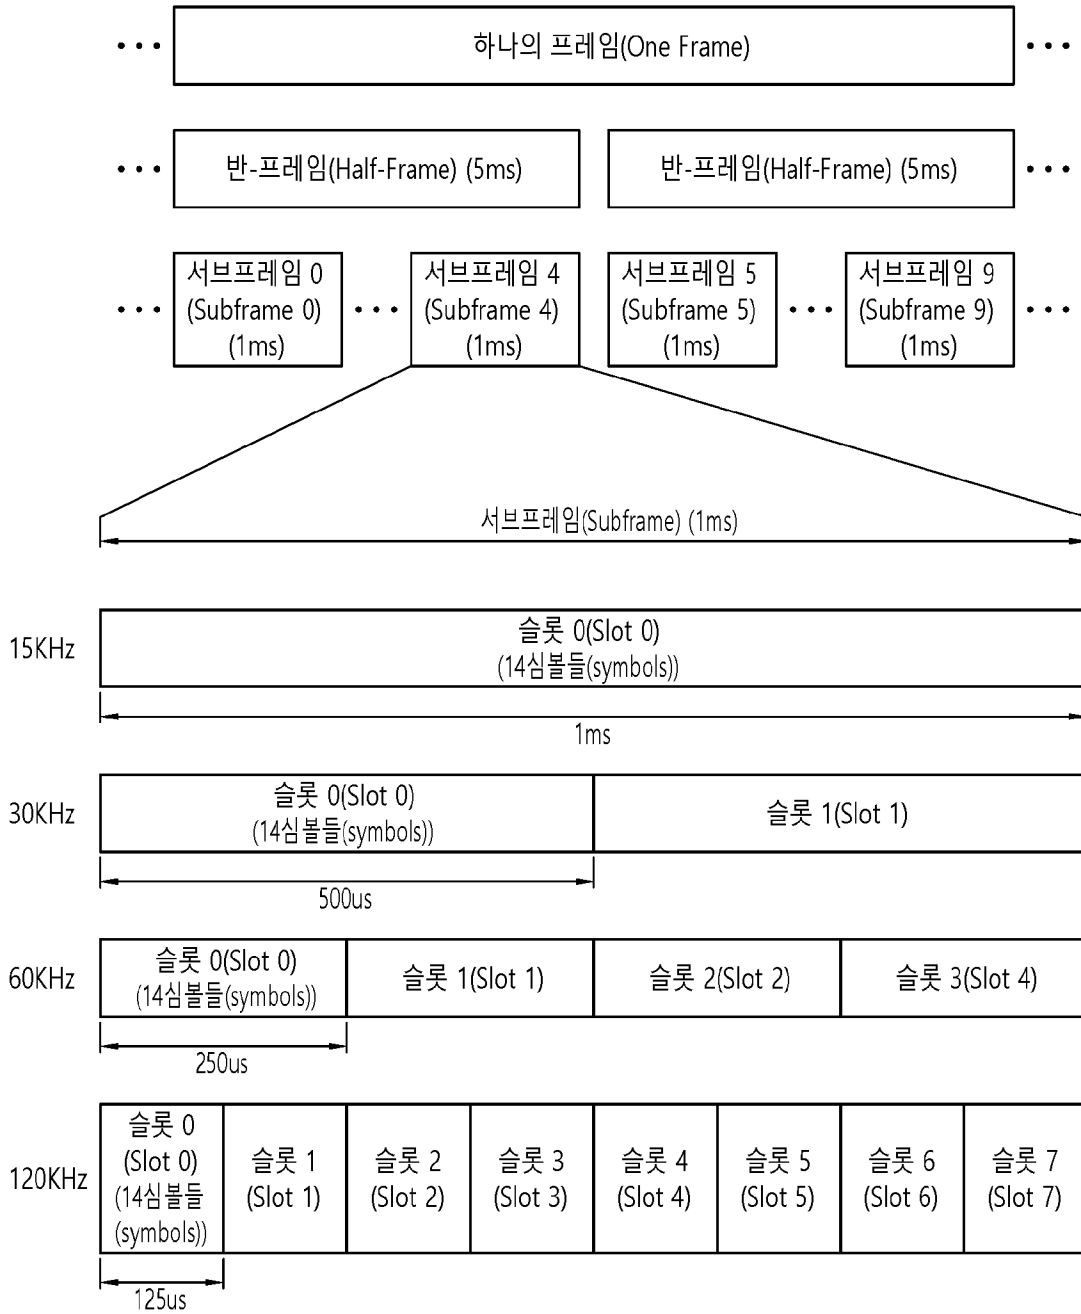 하나의 프레임(One Frame)
반-프레임(Half-Frame) (5ms)
반-프레임(Half-Frame) (5ms)
서브프레임 0
(Subframe 0)
(1ms)
서브프레임 4
(Subframe 4)
(1ms)
서브프레임 5
(Subframe 5)
(1ms)
서브프레임 9
(Subframe 9)
(1ms)
서브프레임(Subframe) (1ms)
15KHz
슬롯 0(Slot 0)
(14심볼들(symbols))
1ms
30KHz
슬롯 0(Slot 0)
(14심볼들(symbols))
슬롯 1(Slot 1)
500us
60KHz
슬롯 0(Slot 0)
(14심볼들(symbols))
슬롯 1(Slot 1)
슬롯 2(Slot 2)
슬롯 3(Slot 4)
250us
120KHz
슬롯 0
(Slot 0)
(14심볼들
(symbols))
슬롯 1
(Slot 1)
슬롯 2
(Slot 2)
슬롯 3
(Slot 3)
슬롯 4
(Slot 4)
슬롯 5
(Slot 5)
슬롯 6
(Slot 6)
슬롯 7
(Slot 7)
125us